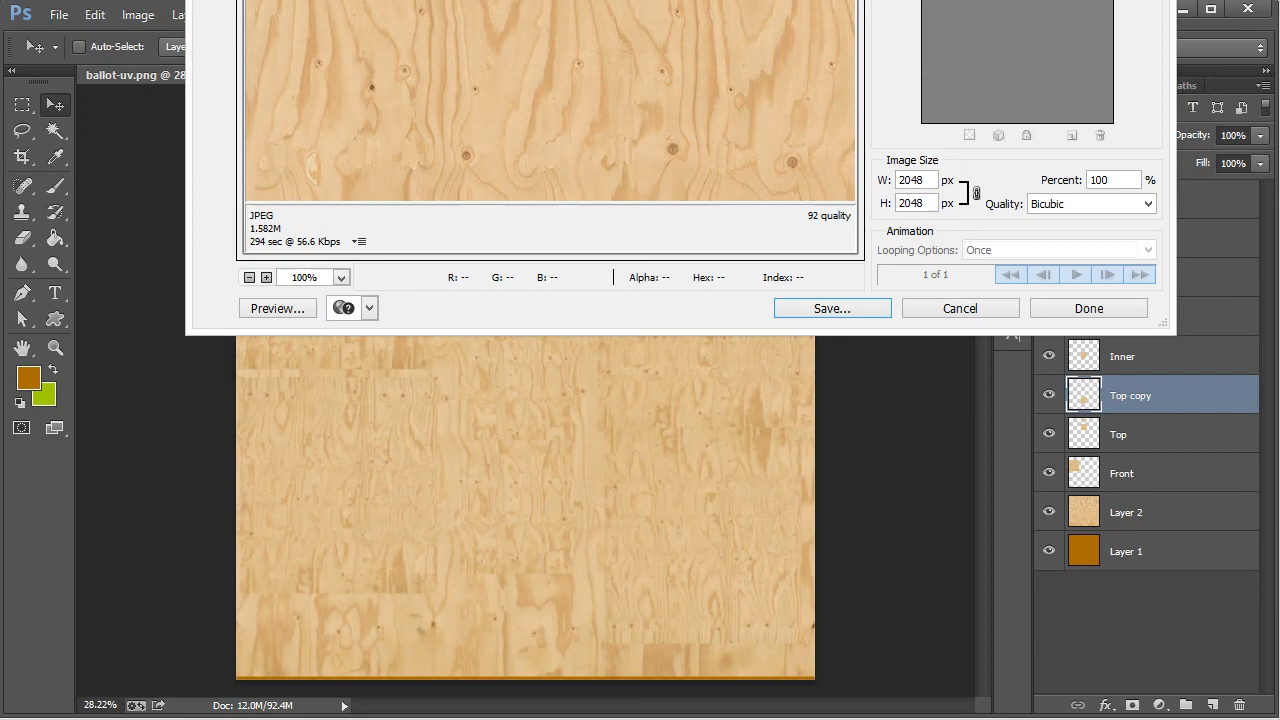 Ps File Edit Image La
Auto-Select: Laye
ballot-uv.png @ 28
aths
Opacity: 100%
Fill: 100%
Image Size
W: 2048 px Percent: 100 %
H: 2048 px Quality: Bicubic
JPEG 92 quality
1.582M
294 sec @ 56.6 Kbps
Animation
Looping Options: Once
1 of 1
100% R: -- G: -- B: -- Alpha: -- Hex: -- Index: --
Preview... Save... Cancel Done
Inner
Top copy
Top
Front
Layer 2
Layer 1
28.22% Doc: 12.0M/92.4M